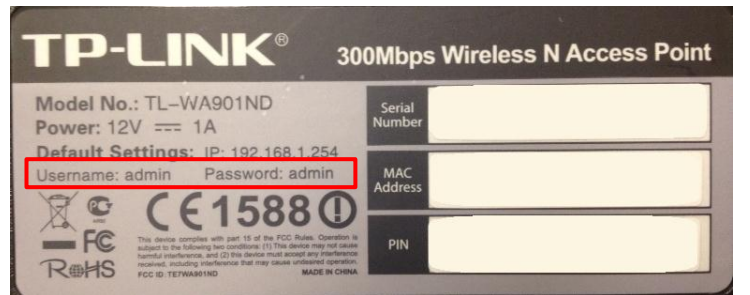 TP-LINK® 300Mbps Wireless N Access Point
Model No.: TL-WA901ND
Power: 12V ⎓ 1A
Default Settings: IP: 192.168.1.254
Username: admin Password: admin
Serial
Number
MAC
Address
PIN
CE1588
FC
RoHS
This device complies with part 15 of the FCC Rules. Operation is
subject to the following two conditions: (1) This device may not cause
harmful interference, and (2) this device must accept any interference
received, including interference that may cause undesired operation.
FCC ID: TE7WA901ND MADE IN CHINA